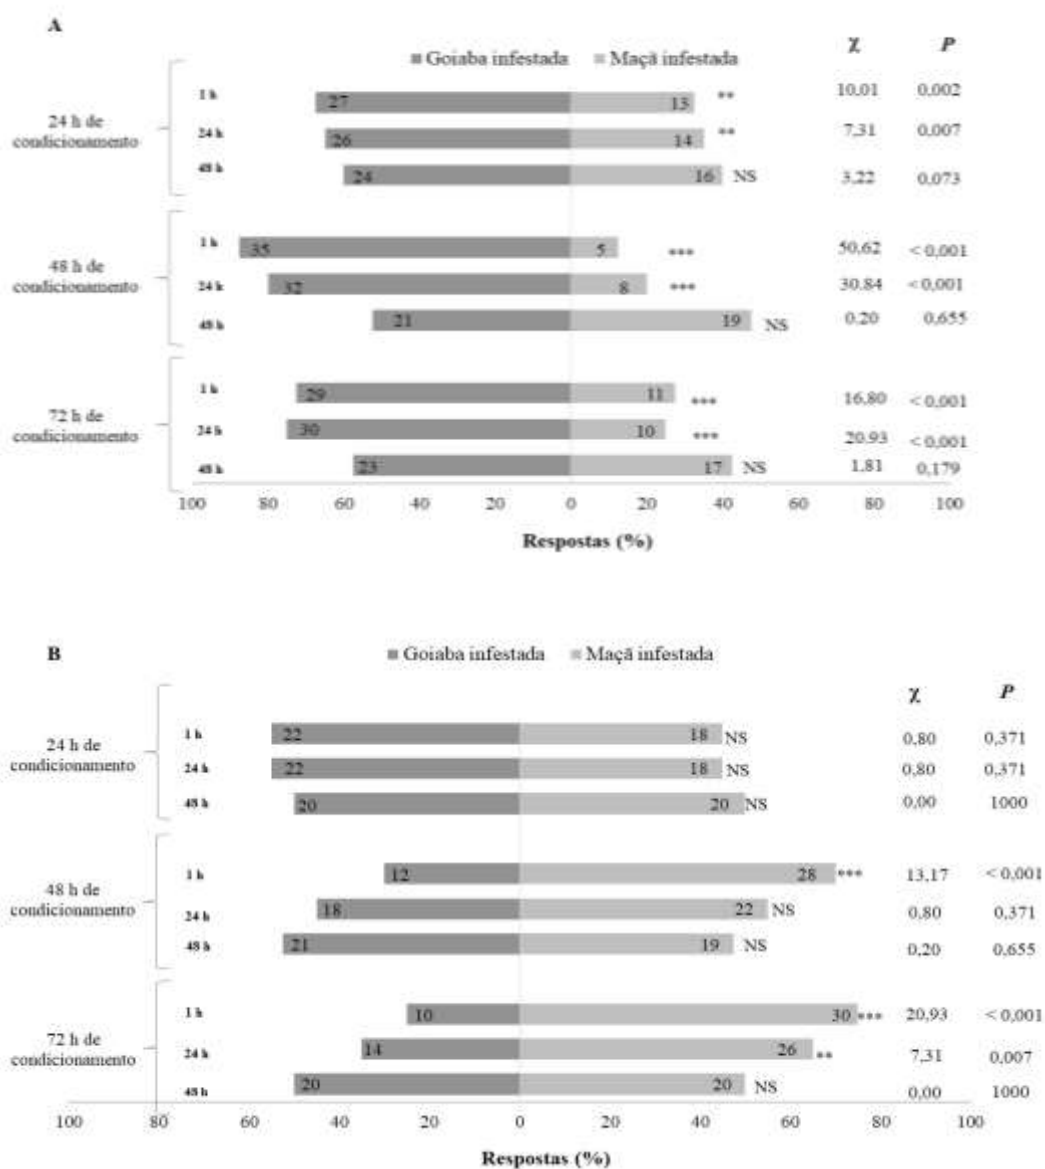 A
Goiaba infestada Maçã infestada χ P
24 h de condicionamento
1 h 27 13 ** 10,01 0,002
24 h 26 14 ** 7,31 0,007
48 h 24 16 NS 3,22 0,073
48 h de condicionamento
1 h 35 5 *** 50,62 < 0,001
24 h 32 8 *** 30,84 < 0,001
48 h 21 19 NS 0,20 0,655
72 h de condicionamento
1 h 29 11 *** 16,80 < 0,001
24 h 30 10 *** 20,93 < 0,001
48 h 23 17 NS 1,81 0,179
100 80 60 40 20 0 20 40 60 80 100
Respostas (%)
B
Goiaba infestada Maçã infestada
χ P
24 h de condicionamento
1 h 22 18 NS 0,80 0,371
24 h 22 18 NS 0,80 0,371
48 h 20 20 NS 0,00 1000
48 h de condicionamento
1 h 12 28 *** 13,17 < 0,001
24 h 18 22 NS 0,80 0,371
48 h 21 19 NS 0,20 0,655
72 h de condicionamento
1 h 10 30 *** 20,93 < 0,001
24 h 14 26 ** 7,31 0,007
48 h 20 20 NS 0,00 1000
100 80 60 40 20 0 20 40 60 80 100
Respostas (%)